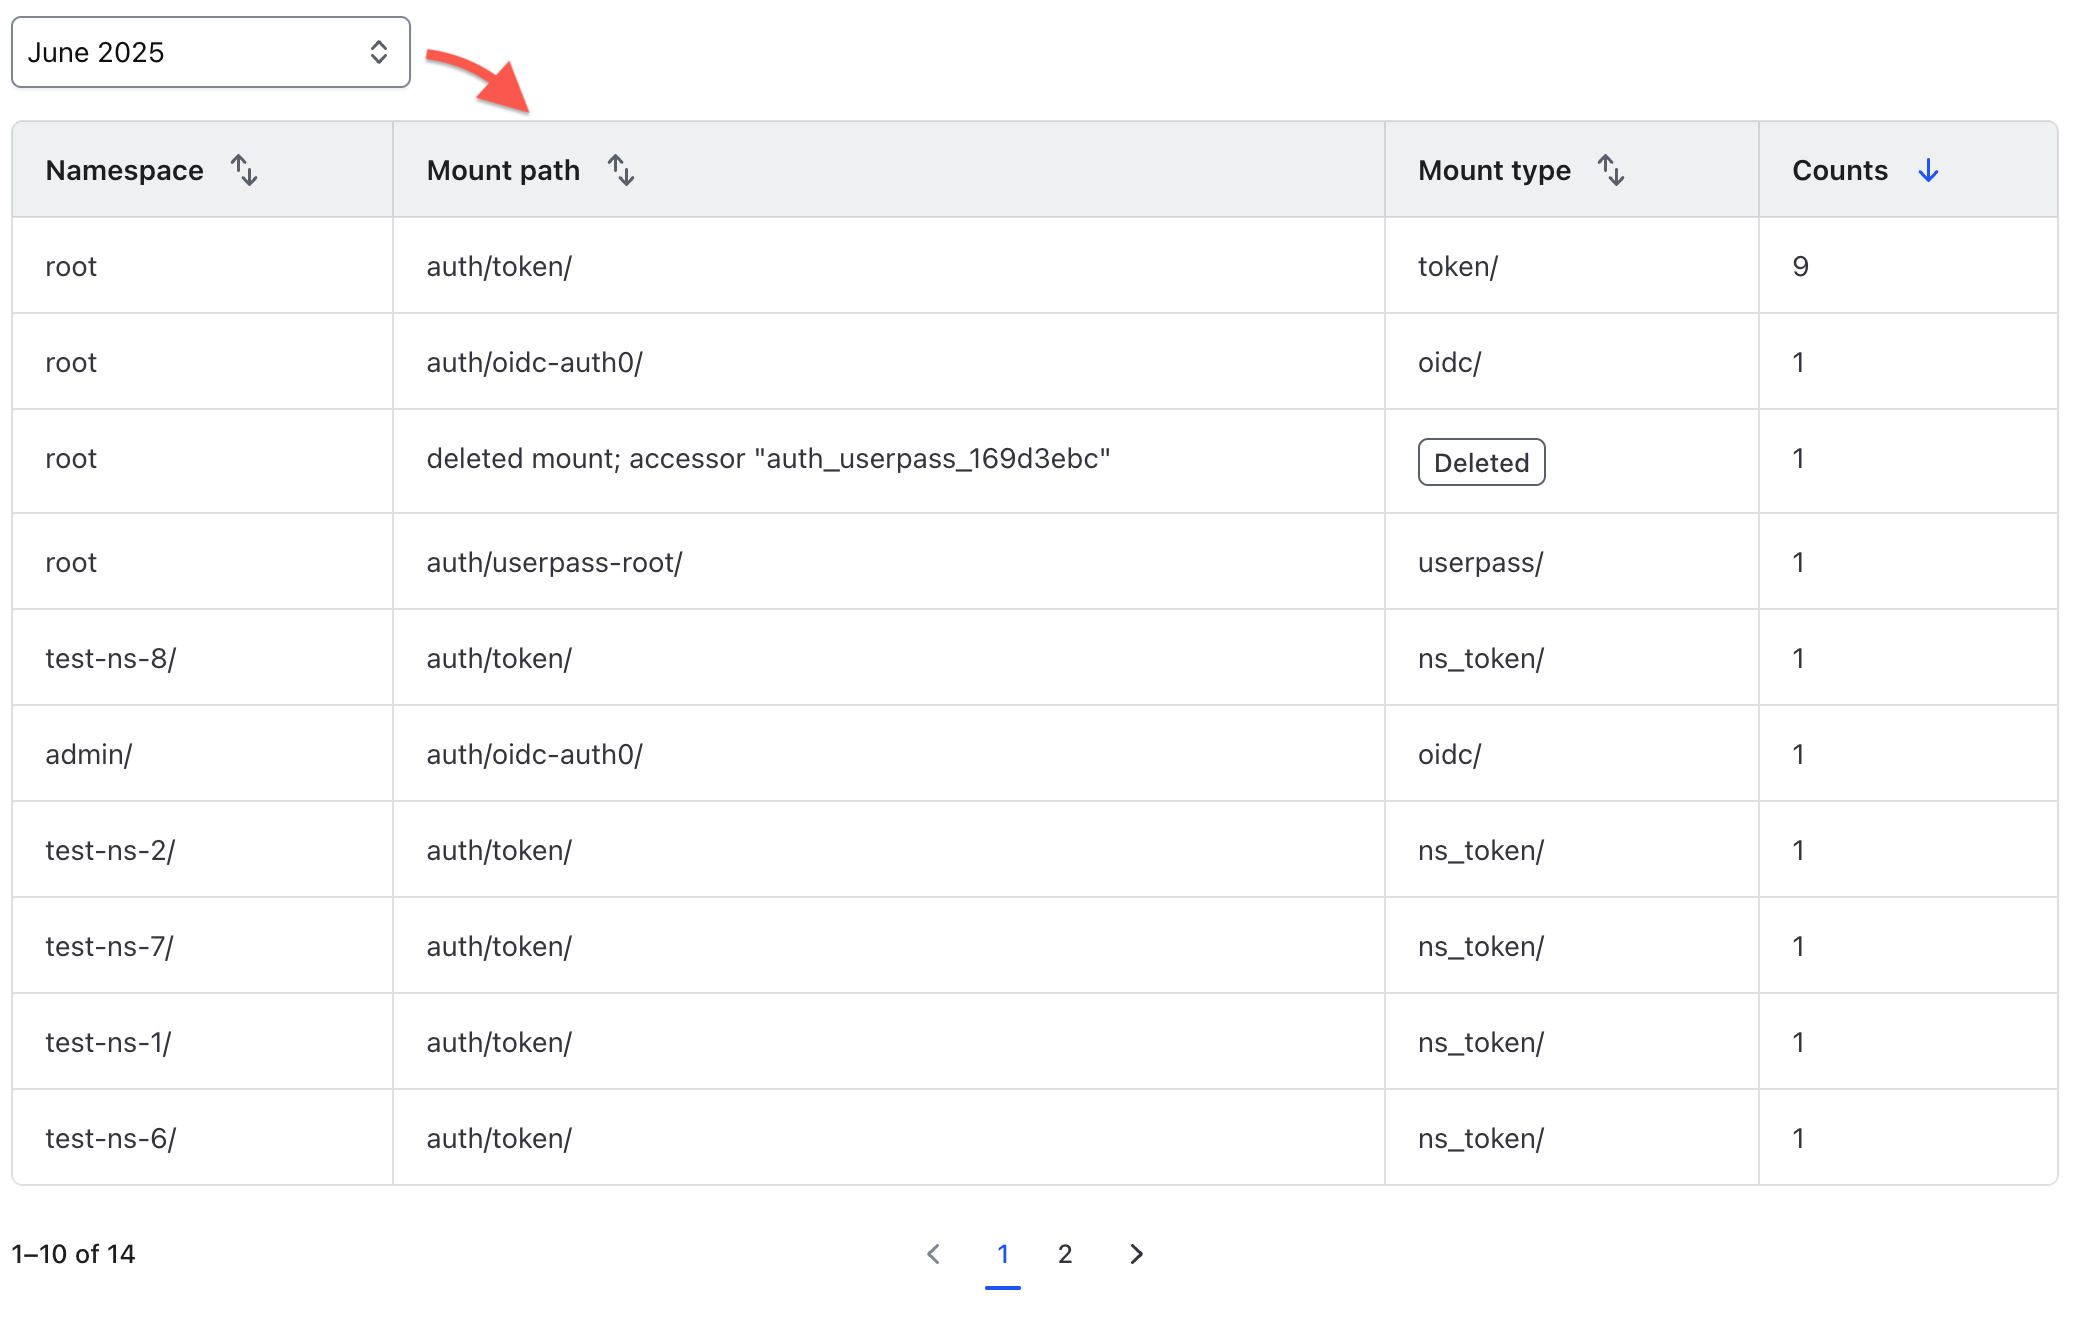 June 2025
Namespace Mount path Mount type Counts
root auth/token/ token/ 9
root auth/oidc-auth0/ oidc/ 1
root deleted mount; accessor "auth_userpass_169d3ebc" Deleted 1
root auth/userpass-root/ userpass/ 1
test-ns-8/ auth/token/ ns_token/ 1
admin/ auth/oidc-auth0/ oidc/ 1
test-ns-2/ auth/token/ ns_token/ 1
test-ns-7/ auth/token/ ns_token/ 1
test-ns-1/ auth/token/ ns_token/ 1
test-ns-6/ auth/token/ ns_token/ 1
1–10 of 14 1 2